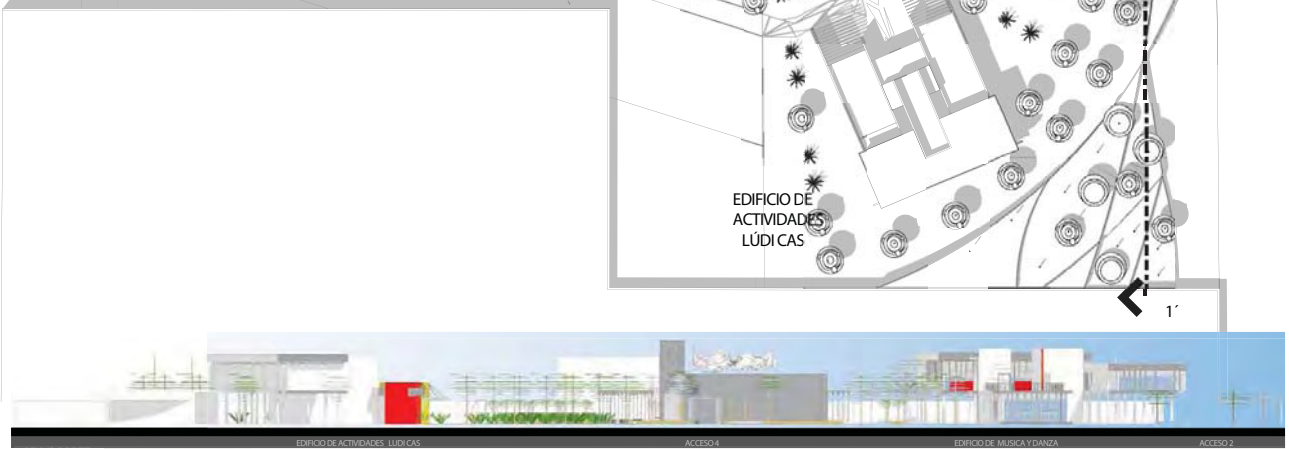 EDIFICIO DE
ACTIVIDADES
LÚDI CAS
1´
EDIFICIO DE ACTIVIDADES LUDI CAS
ACCESO 4
EDIFICIO DE MUSICA Y DANZA
ACCESO 2